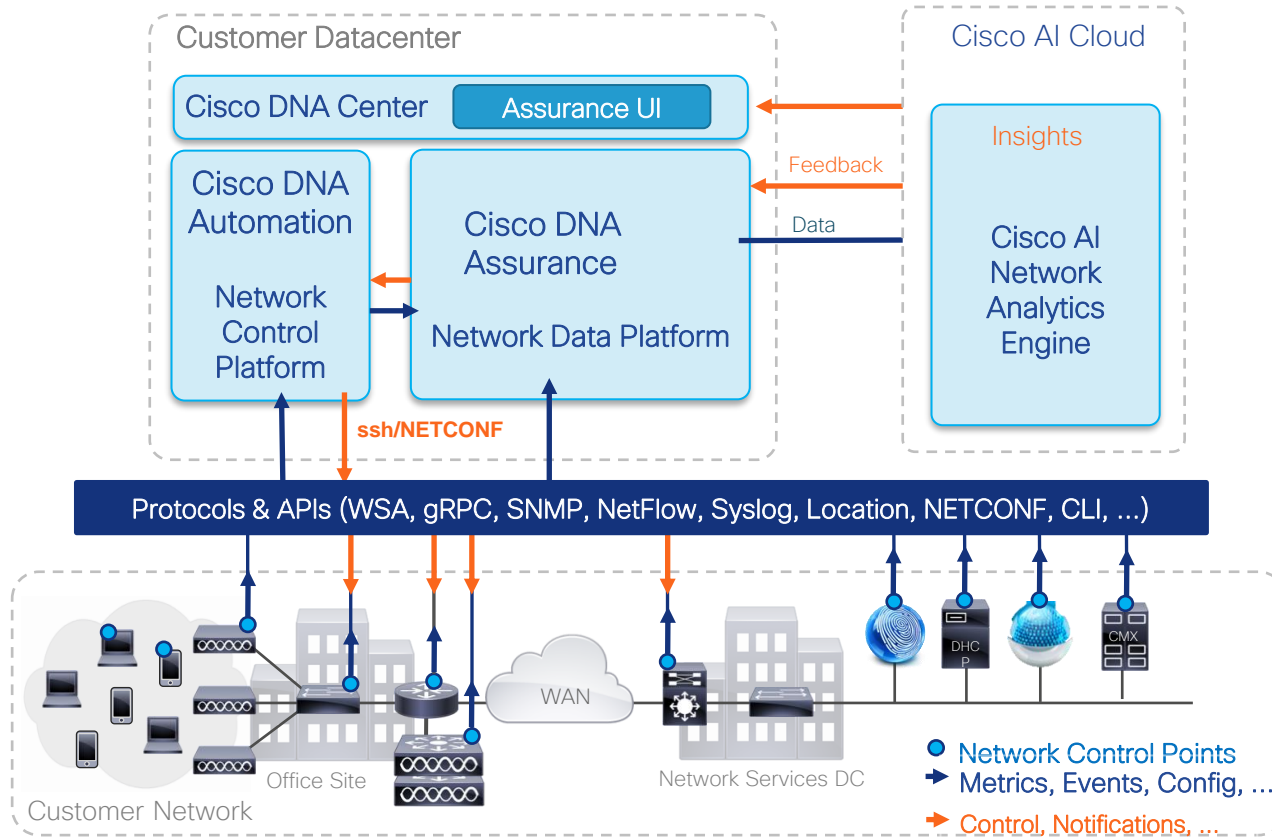 Customer Datacenter
Cisco AI Cloud
Cisco DNA Center
Assurance UI
Insights
Cisco DNA
Automation
Feedback
Cisco DNA
Assurance
Data
Cisco AI
Network
Analytics
Engine
Network
Control
Platform
Network Data Platform
ssh/NETCONF
Protocols & APIs (WSA, gRPC, SNMP, NetFlow, Syslog, Location, NETCONF, CLI, ...)
DHC
P
CMX
WAN
Office Site
Network Services DC
Customer Network
Network Control Points
Metrics, Events, Config, ...
Control, Notifications, ...